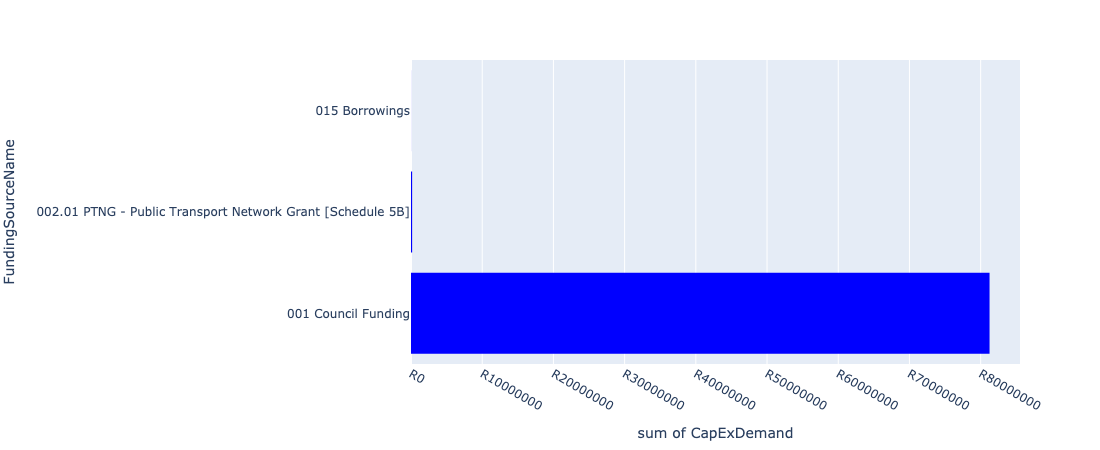 FundingSourceName
015 Borrowings
002.01 PTNG - Public Transport Network Grant [Schedule 5B]
001 Council Funding
R0
R10000000
R20000000
R30000000
R40000000
R50000000
R60000000
R70000000
R80000000
sum of CapExDemand